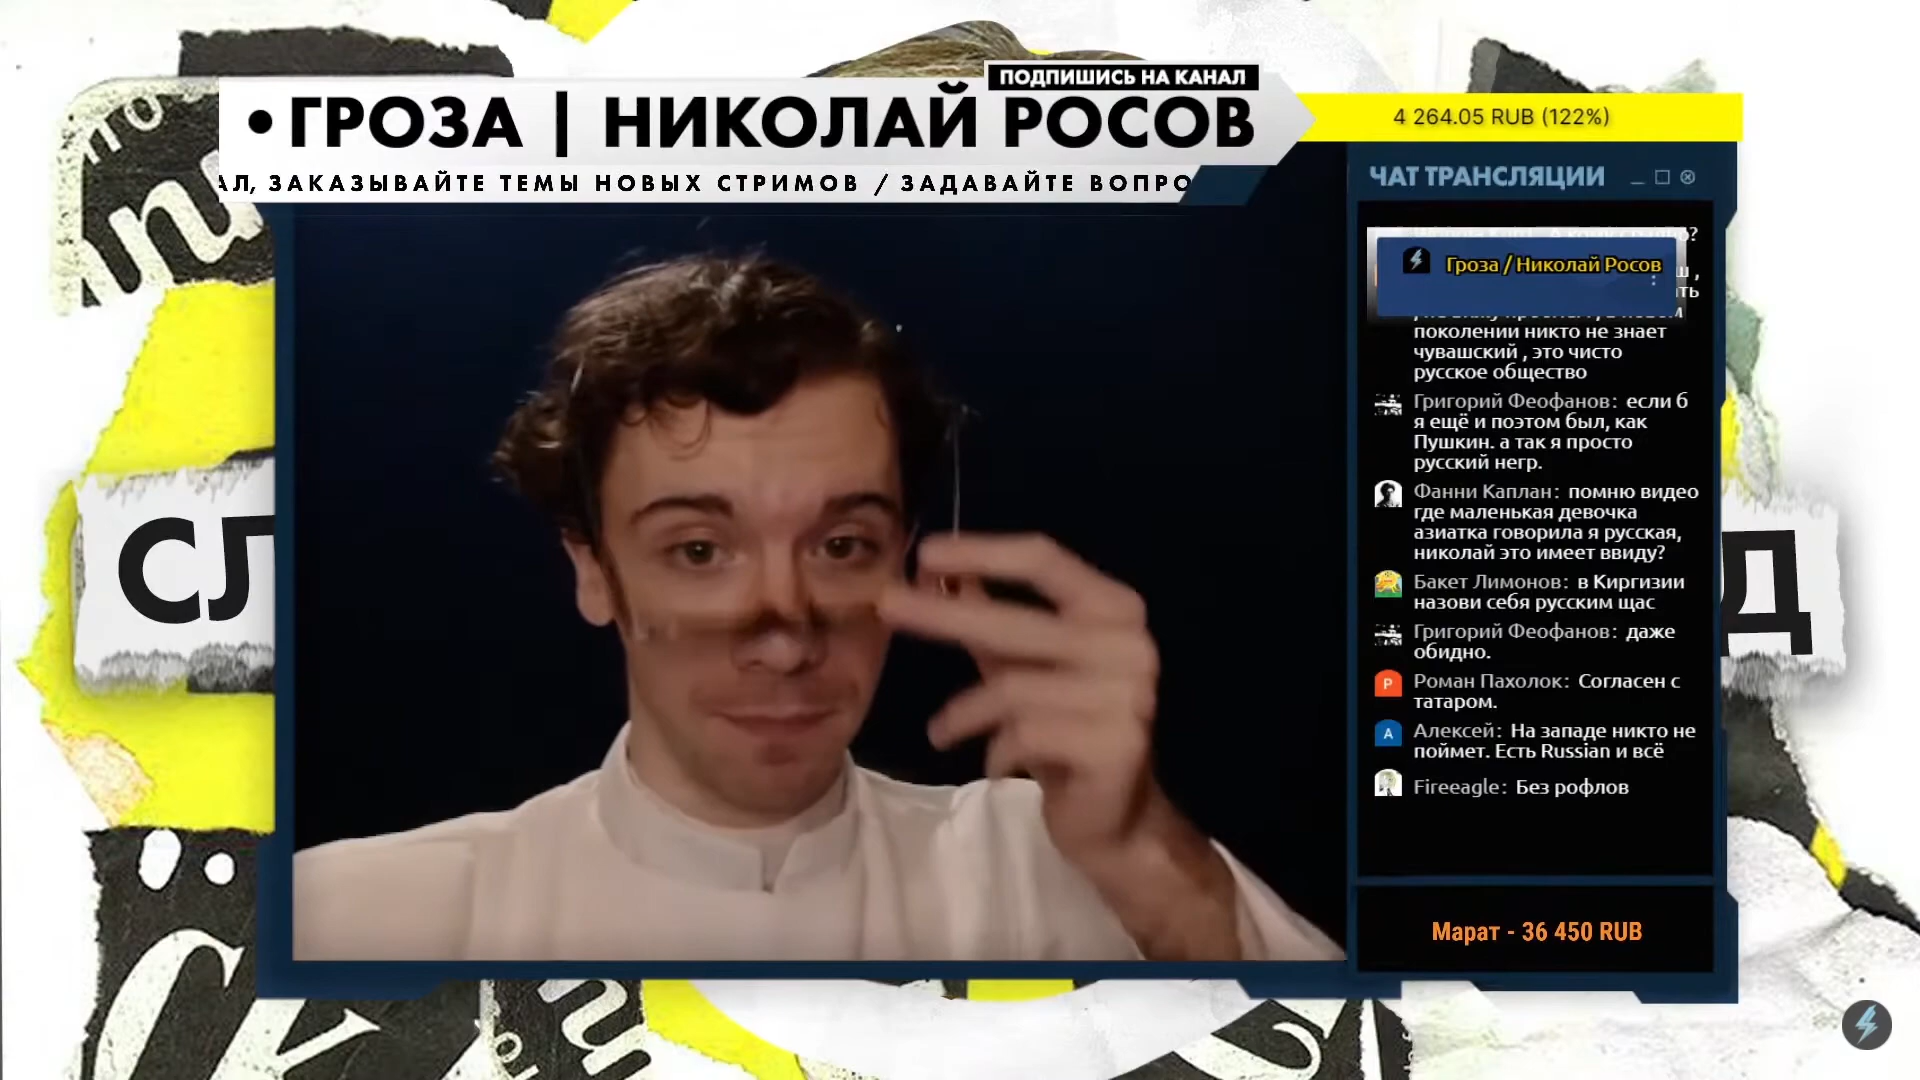 ПОДПИШИСЬ НА КАНАЛ
• ГРОЗА | НИКОЛАЙ РОСОВ
4 264.05 RUB (122%)
АЛ, ЗАКАЗЫВАЙТЕ ТЕМЫ НОВЫХ СТРИМОВ / ЗАДАВАЙТЕ ВОПРО
ЧАТ ТРАНСЛЯЦИИ
Гроза / Николай Росов
поколении никто не знает
чувашский , это чисто
русское общество
Григорий Феофанов: если б
я ещё и поэтом был, как
Пушкин. а так я просто
русский негр.
Фанни Каплан: помню видео
где маленькая девочка
азиатка говорила я русская,
николай это имеет ввиду?
Бакет Лимонов: в Киргизии
назови себя русским щас
Григорий Феофанов: даже
обидно.
Р
Роман Пахолок: Согласен с
татаром.
А
Алексей: На западе никто не
поймет. Есть Russian и всё
Fireeagle: Без рофлов
Марат - 36 450 RUB
СЛ
Д